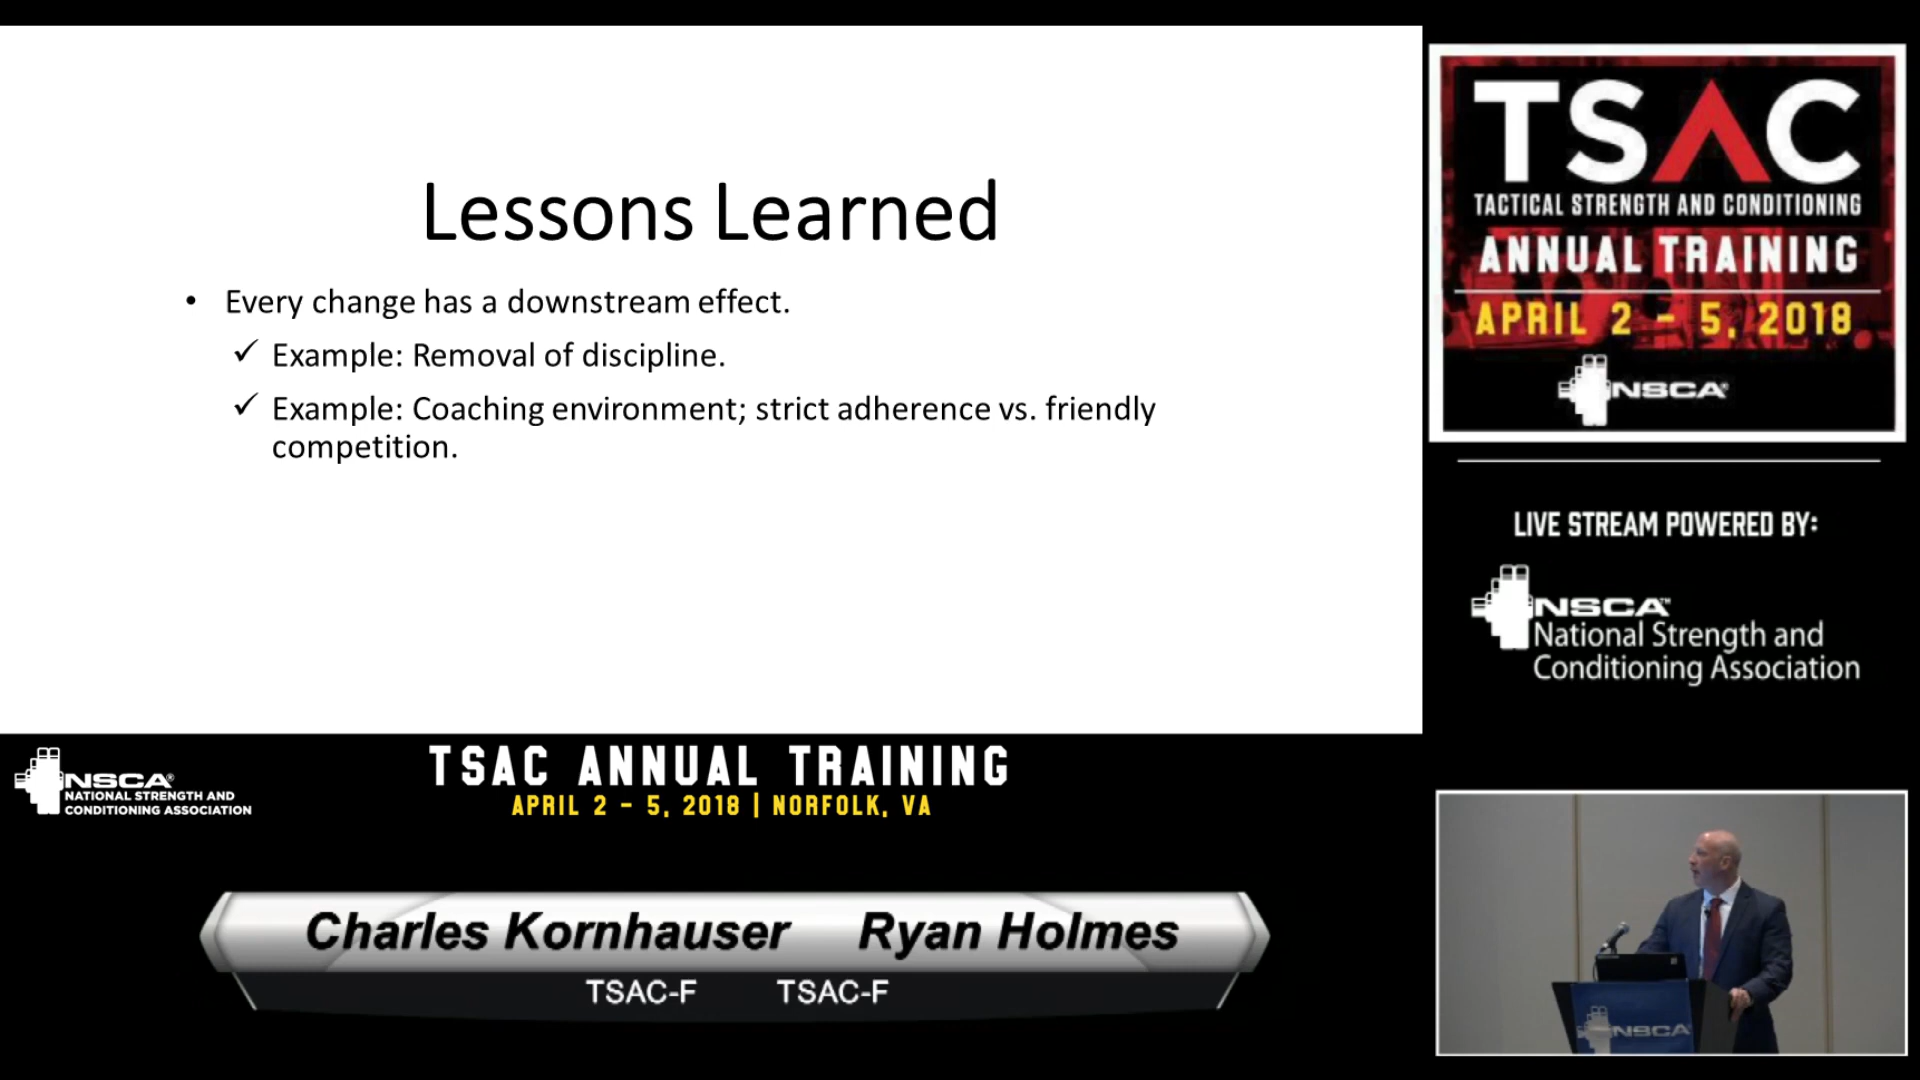 Lessons Learned
• Every change has a downstream effect.
✓ Example: Removal of discipline.
✓ Example: Coaching environment; strict adherence vs. friendly
competition.
TSAC
TACTICAL STRENGTH AND CONDITIONING
ANNUAL TRAINING
APRIL 2 - 5, 2018
NSCA®
LIVE STREAM POWERED BY:
NSCA™
National Strength and
Conditioning Association
NSCA®
NATIONAL STRENGTH AND
CONDITIONING ASSOCIATION
TSAC ANNUAL TRAINING
APRIL 2 - 5, 2018 | NORFOLK, VA
Charles Kornhauser Ryan Holmes
TSAC-F TSAC-F
NSCA